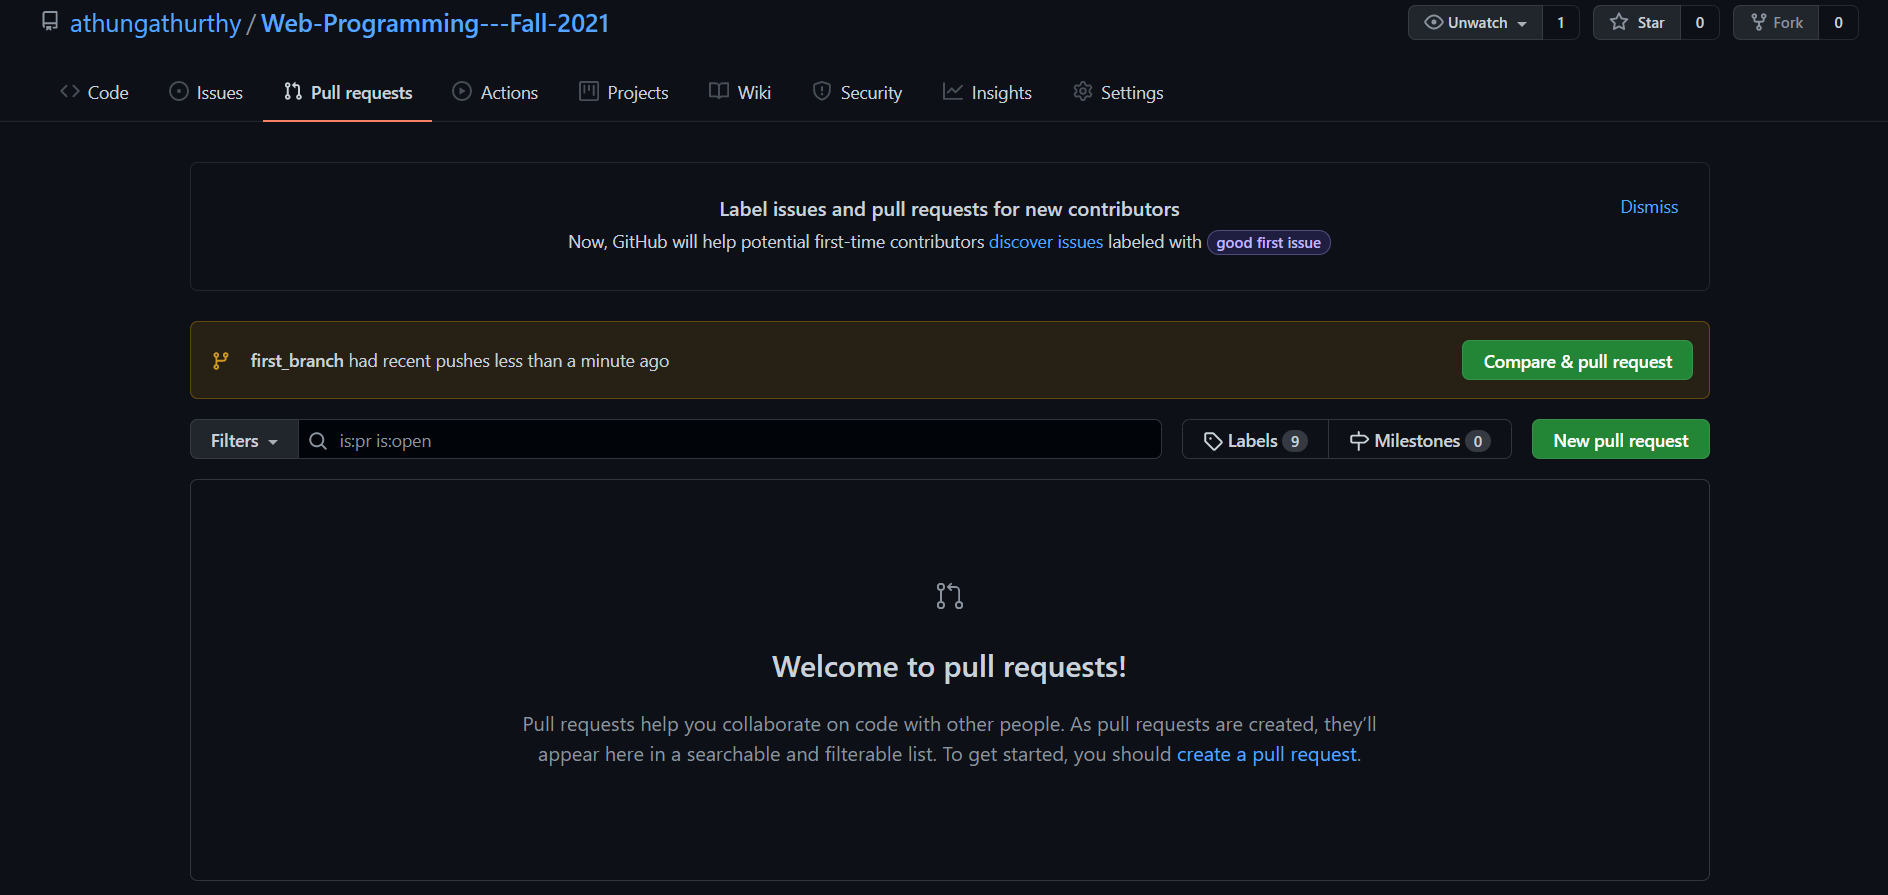 athungathurthy / Web-Programming---Fall-2021 Unwatch 1 Star 0 Fork 0
Code Issues Pull requests Actions Projects Wiki Security Insights Settings
Label issues and pull requests for new contributors Dismiss
Now, GitHub will help potential first-time contributors discover issues labeled with good first issue
first_branch had recent pushes less than a minute ago Compare & pull request
Filters is:pr is:open Labels 9 Milestones 0 New pull request
Welcome to pull requests!
Pull requests help you collaborate on code with other people. As pull requests are created, they’ll
appear here in a searchable and filterable list. To get started, you should create a pull request.